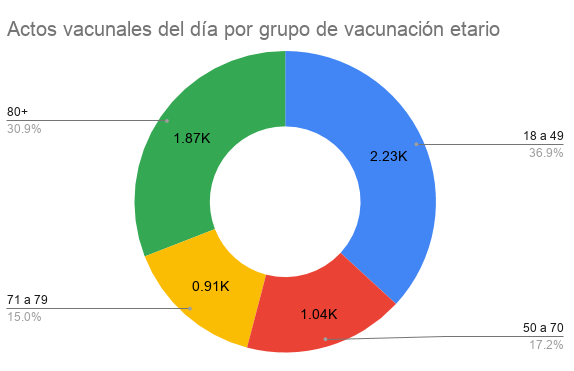 Actos vacunales del día por grupo de vacunación etario
80+
30.9%
1.87K
18 a 49
36.9%
2.23K
71 a 79
15.0%
0.91K
1.04K
50 a 70
17.2%